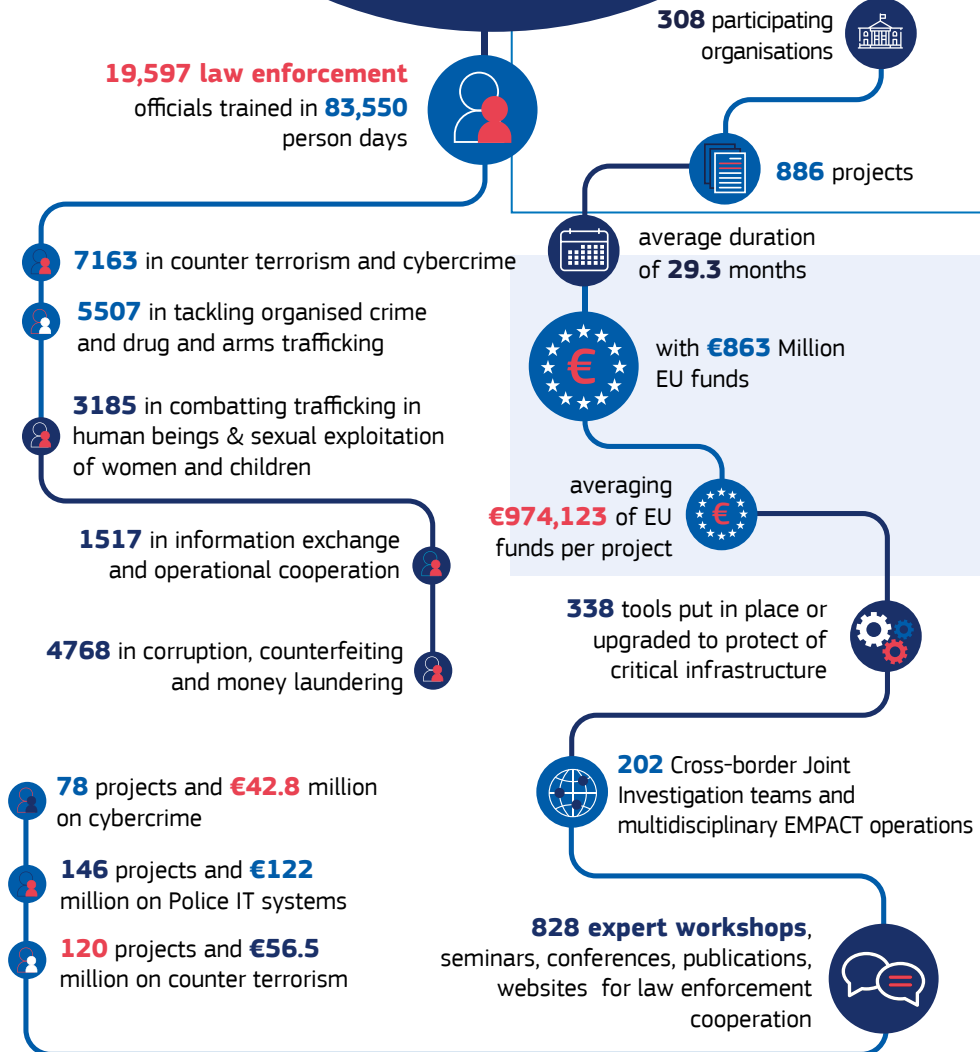 308 participating
organisations
19,597 law enforcement
officials trained in 83,550
person days
886 projects
average duration
of 29.3 months
7163 in counter terrorism and cybercrime
5507 in tackling organised crime
and drug and arms trafficking
with €863 Million
EU funds
3185 in combatting trafficking in
human beings & sexual exploitation
of women and children
averaging
€974,123 of EU
funds per project
1517 in information exchange
and operational cooperation
338 tools put in place or
upgraded to protect of
critical infrastructure
4768 in corruption, counterfeiting
and money laundering
202 Cross-border Joint
Investigation teams and
multidisciplinary EMPACT operations
78 projects and €42.8 million
on cybercrime
146 projects and €122
million on Police IT systems
120 projects and €56.5
million on counter terrorism
828 expert workshops,
seminars, conferences, publications,
websites for law enforcement
cooperation